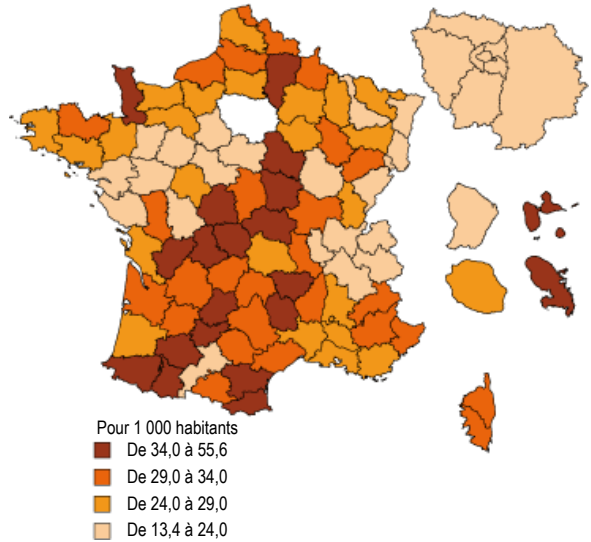 Pour 1 000 habitants
De 34,0 à 55,6
De 29,0 à 34,0
De 24,0 à 29,0
De 13,4 à 24,0